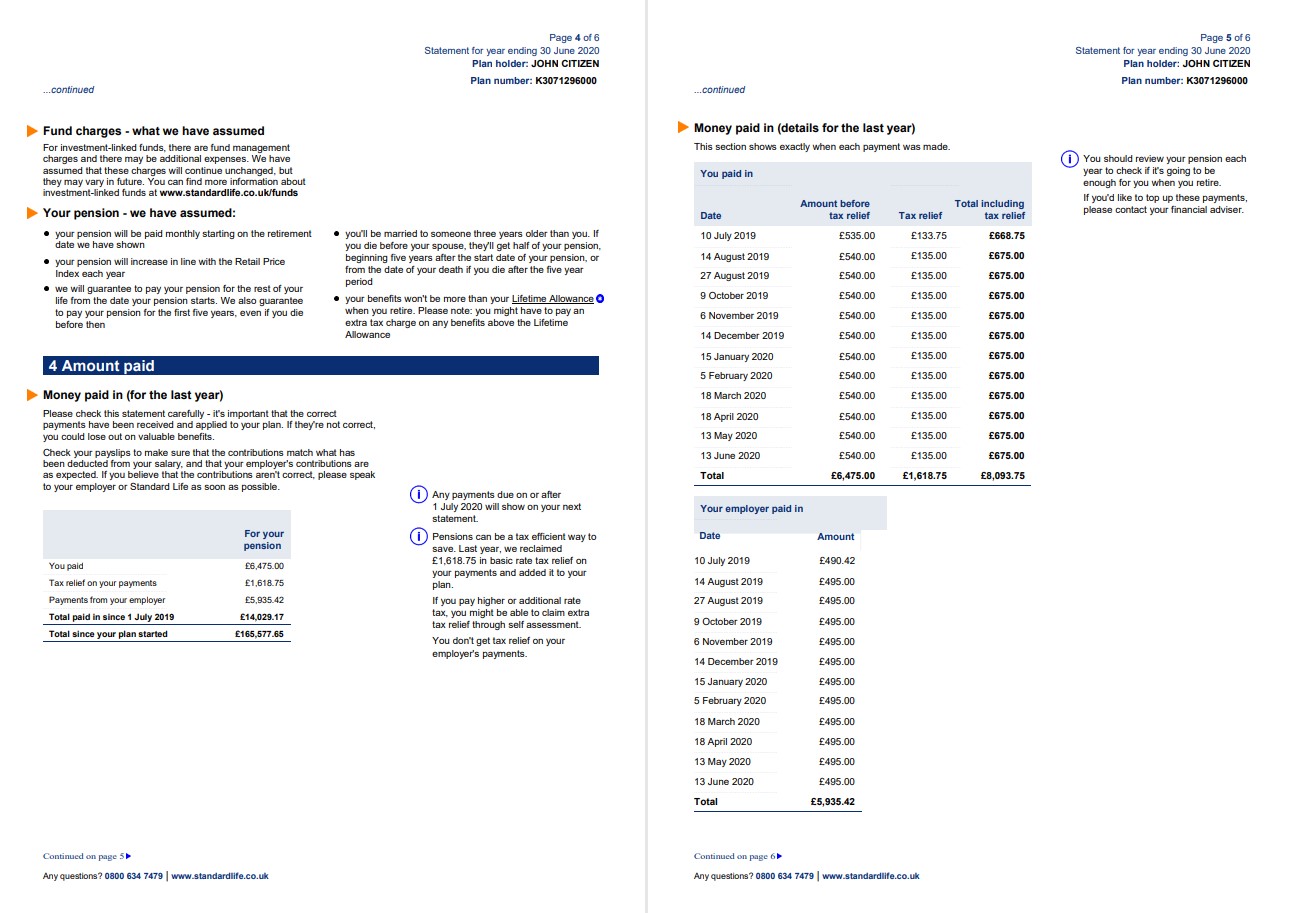 Page 4 of 6
Statement for year ending 30 June 2020
Plan holder: JOHN CITIZEN
Plan number: K3071296000
...continued
Fund charges - what we have assumed
For investment-linked funds, there are fund management
charges and there may be additional expenses. We have
assumed that these charges will continue unchanged, but
they may vary in future. You can find more information about
investment-linked funds at www.standardlife.co.uk/funds
Your pension - we have assumed:
your pension will be paid monthly starting on the retirement
date we have shown
your pension will increase in line with the Retail Price
Index each year
we will guarantee to pay your pension for the rest of your
life from the date your pension starts. We also guarantee
to pay your pension for the first five years, even if you die
before then
you'll be married to someone three years older than you. If
you die before your spouse, they'll get half of your pension,
beginning five years after the start date of your pension, or
from the date of your death if you die after the five year
period
your benefits won't be more than your Lifetime Allowance
when you retire. Please note: you might have to pay an
extra tax charge on any benefits above the Lifetime
Allowance
4 Amount paid
Money paid in (for the last year)
Please check this statement carefully - it's important that the correct
payments have been received and applied to your plan. If they're not correct,
you could lose out on valuable benefits.
Check your payslips to make sure that the contributions match what has
been deducted from your salary, and that your employer's contributions are
as expected. If you believe that the contributions aren't correct, please speak
to your employer or Standard Life as soon as possible.
For your
pension
You paid £6,475.00
Tax relief on your payments £1,618.75
Payments from your employer £5,935.42
Total paid in since 1 July 2019 £14,029.17
Total since your plan started £165,577.65
i Any payments due on or after
1 July 2020 will show on your next
statement.
i Pensions can be a tax efficient way to
save. Last year, we reclaimed
£1,618.75 in basic rate tax relief on
your payments and added it to your
plan.
If you pay higher or additional rate
tax, you might be able to claim extra
tax relief through self assessment.
You don't get tax relief on your
employer's payments.
Continued on page 5
Any questions? 0800 634 7479 | www.standardlife.co.uk
Page 5 of 6
Statement for year ending 30 June 2020
Plan holder: JOHN CITIZEN
Plan number: K3071296000
...continued
Money paid in (details for the last year)
This section shows exactly when each payment was made.
You paid in
Amount before Total including
Date tax relief Tax relief tax relief
10 July 2019 £535.00 £133.75 £668.75
14 August 2019 £540.00 £135.00 £675.00
27 August 2019 £540.00 £135.00 £675.00
9 October 2019 £540.00 £135.00 £675.00
6 November 2019 £540.00 £135.00 £675.00
14 December 2019 £540.00 £135.00 £675.00
15 January 2020 £540.00 £135.00 £675.00
5 February 2020 £540.00 £135.00 £675.00
18 March 2020 £540.00 £135.00 £675.00
18 April 2020 £540.00 £135.00 £675.00
13 May 2020 £540.00 £135.00 £675.00
13 June 2020 £540.00 £135.00 £675.00
Total £6,475.00 £1,618.75 £8,093.75
i You should review your pension each
year to check if it's going to be
enough for you when you retire.
If you'd like to top up these payments,
please contact your financial adviser.
Your employer paid in
Date Amount
10 July 2019 £490.42
14 August 2019 £495.00
27 August 2019 £495.00
9 October 2019 £495.00
6 November 2019 £495.00
14 December 2019 £495.00
15 January 2020 £495.00
5 February 2020 £495.00
18 March 2020 £495.00
18 April 2020 £495.00
13 May 2020 £495.00
13 June 2020 £495.00
Total £5,935.42
Continued on page 6
Any questions? 0800 634 7479 | www.standardlife.co.uk